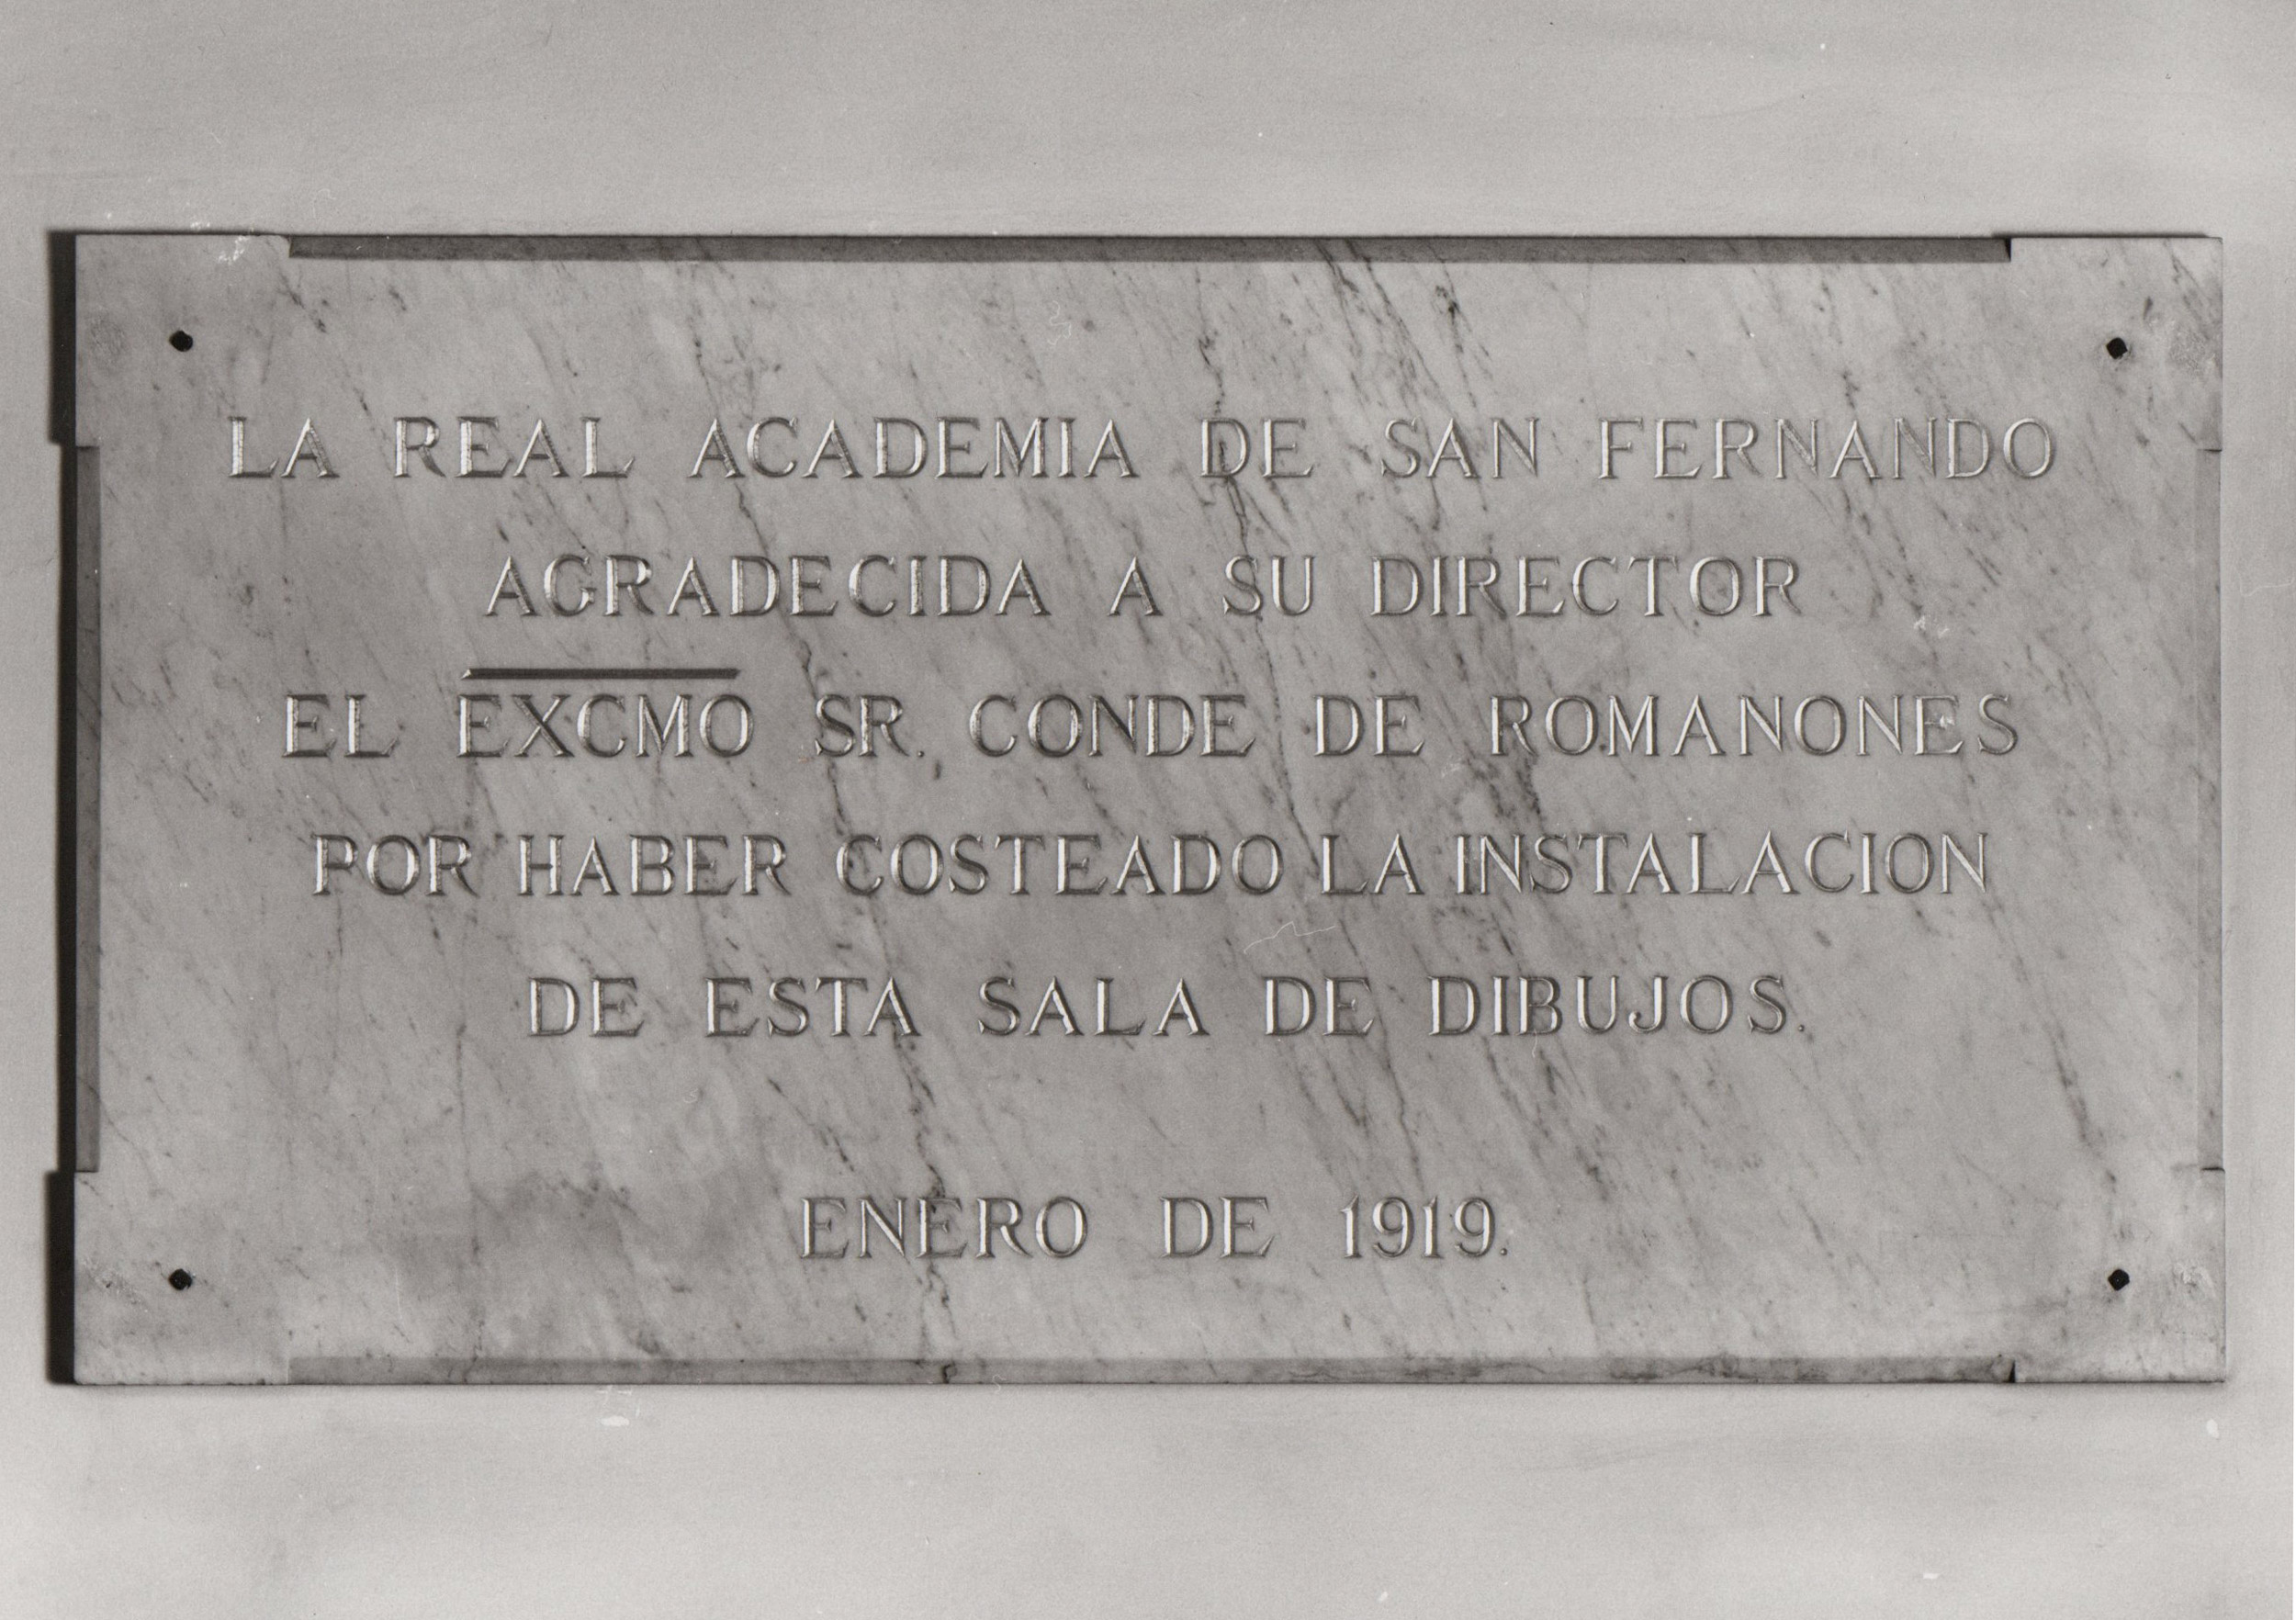 LA REAL ACADEMIA DE SAN FERNANDO
AGRADECIDA A SU DIRECTOR
EL EXCMO SR. CONDE DE ROMANONES
POR HABER COSTEADO LA INSTALACION
DE ESTA SALA DE DIBUJOS.
ENERO DE 1919.